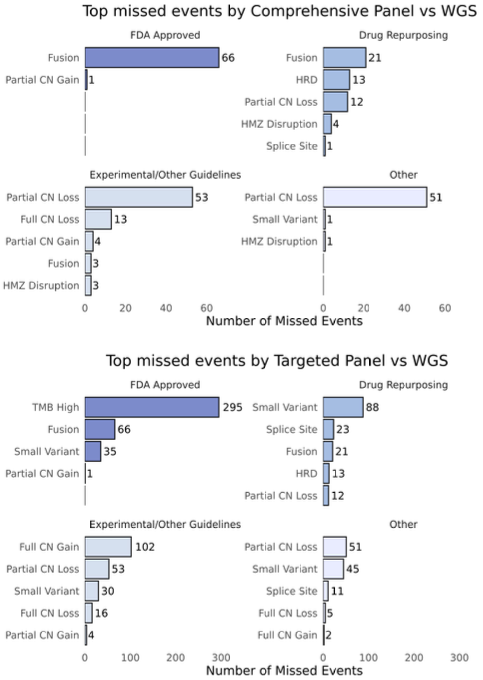 Top missed events by Comprehensive Panel vs WGS
FDA Approved
Fusion 66
Partial CN Gain 1
Drug Repurposing
Fusion 21
HRD 13
Partial CN Loss 12
HMZ Disruption 4
Splice Site 1
Experimental/Other Guidelines
Partial CN Loss 53
Full CN Loss 13
Partial CN Gain 4
Fusion 3
HMZ Disruption 3
0 20 40 60
Other
Partial CN Loss 51
Small Variant 1
HMZ Disruption 1
0 20 40 60
Number of Missed Events
Top missed events by Targeted Panel vs WGS
FDA Approved
TMB High 295
Fusion 66
Small Variant 35
Partial CN Gain 1
Drug Repurposing
Small Variant 88
Splice Site 23
Fusion 21
HRD 13
Partial CN Loss 12
Experimental/Other Guidelines
Full CN Gain 102
Partial CN Loss 53
Small Variant 30
Full CN Loss 16
Partial CN Gain 4
0 100 200 300
Other
Partial CN Loss 51
Small Variant 45
Splice Site 11
Full CN Loss 5
Full CN Gain 2
0 100 200 300
Number of Missed Events